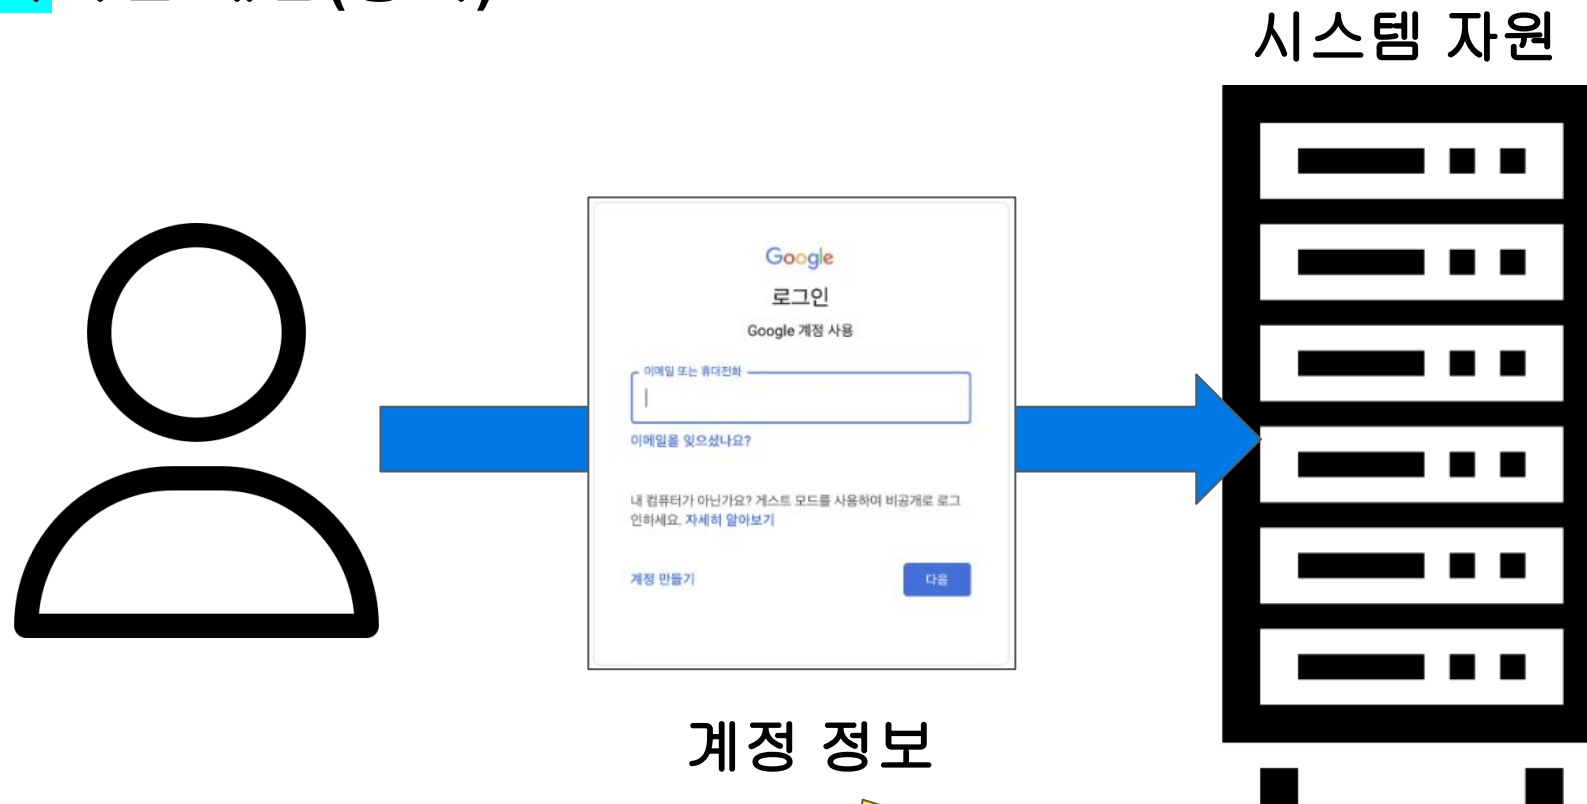 시스템 자원
Google
로그인
Google 계정 사용
이메일 또는 휴대전화
이메일을 잊으셨나요?
내 컴퓨터가 아닌가요? 게스트 모드를 사용하여 비공개로 로그
인하세요. 자세히 알아보기
계정 만들기
다음
계정 정보